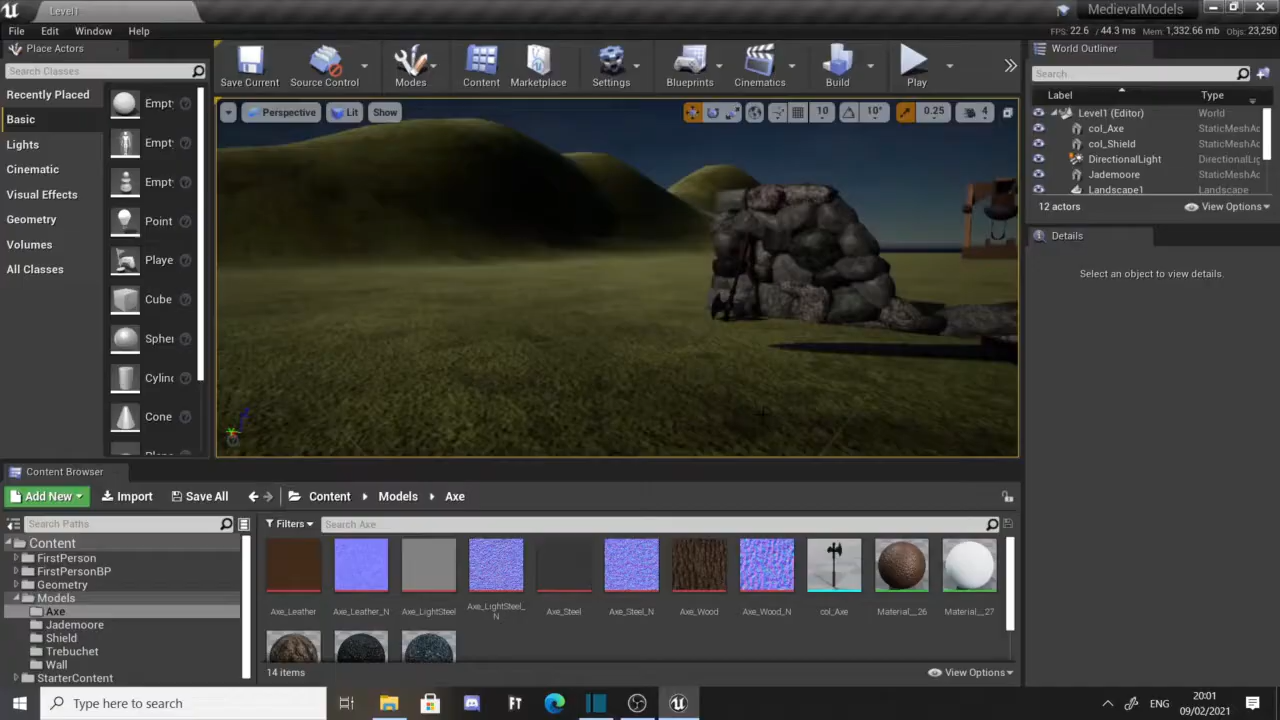 Level1
MedievalModels
File Edit Window Help
FPS: 22.6 / 44.3 ms Mem: 1,332.66 mb Objs: 23,250
Place Actors
Search Classes
Recently Placed
Basic
Lights
Cinematic
Visual Effects
Geometry
Volumes
All Classes
Empt
Empt
Empt
Point
Playe
Cube
Spher
Cylin
Cone
Save Current
Source Control
Modes
Content
Marketplace
Settings
Blueprints
Cinematics
Build
Play
Perspective
Lit
Show
10
10°
0.25
4
World Outliner
Search
Label Type
Level1 (Editor) World
col_Axe StaticMeshAc
col_Shield StaticMeshAc
DirectionalLight DirectionalLig
Jademoore StaticMeshAc
Landscape1 Landscape
12 actors View Options
Details
Select an object to view details.
Content Browser
Add New Import Save All Content Models Axe
Search Paths
Filters Search Axe
Content
FirstPerson
FirstPersonBP
Geometry
Models
Axe
Jademoore
Shield
Trebuchet
Wall
StarterContent
Axe_Leather
Axe_Leather_N
Axe_LightSteel
Axe_LightSteel_
N
Axe_Steel
Axe_Steel_N
Axe_Wood
Axe_Wood_N
col_Axe
Material__26
Material__27
14 items View Options
Type here to search
ENG
20:01
09/02/2021